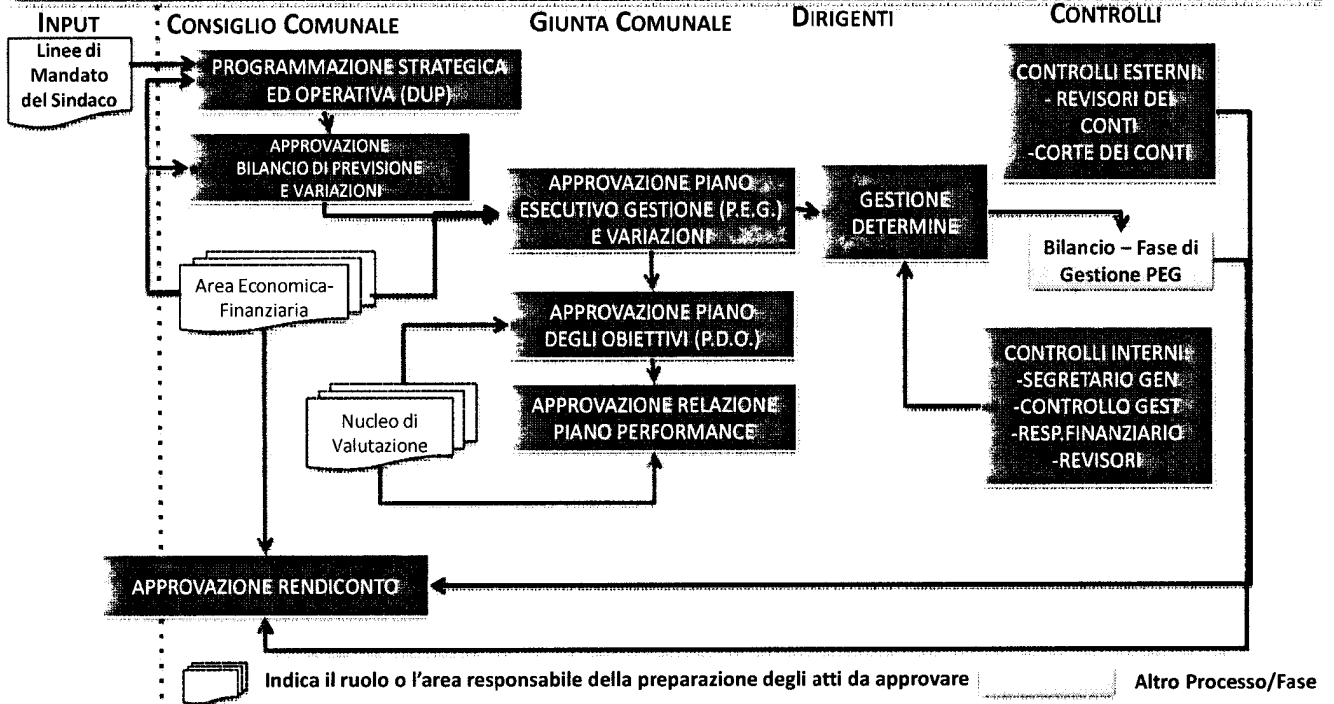 INPUT
CONSIGLIO COMUNALE
GIUNTA COMUNALE
DIRIGENTI
CONTROLLI
Linee di
Mandato
del Sindaco
PROGRAMMAZIONE STRATEGICA
ED OPERATIVA (DUP)
APPROVAZIONE
BILANCIO DI PREVISIONE
E VARIAZIONI
APPROVAZIONE PIANO
ESECUTIVO GESTIONE (P.E.G.)
E VARIAZIONI
GESTIONE
DETERMINE
CONTROLLI ESTERNI:
- REVISORI DEI
CONTI
-CORTE DEI CONTI
Bilancio – Fase di
Gestione PEG
Area Economica-
Finanziaria
APPROVAZIONE PIANO
DEGLI OBIETTIVI (P.D.O.)
CONTROLLI INTERNI:
-SEGRETARIO GEN
-CONTROLLO GEST
-RESP.FINANZIARIO
-REVISORI
Nucleo di
Valutazione
APPROVAZIONE RELAZIONE
PIANO PERFORMANCE
APPROVAZIONE RENDICONTO
Indica il ruolo o l'area responsabile della preparazione degli atti da approvare
Altro Processo/Fase